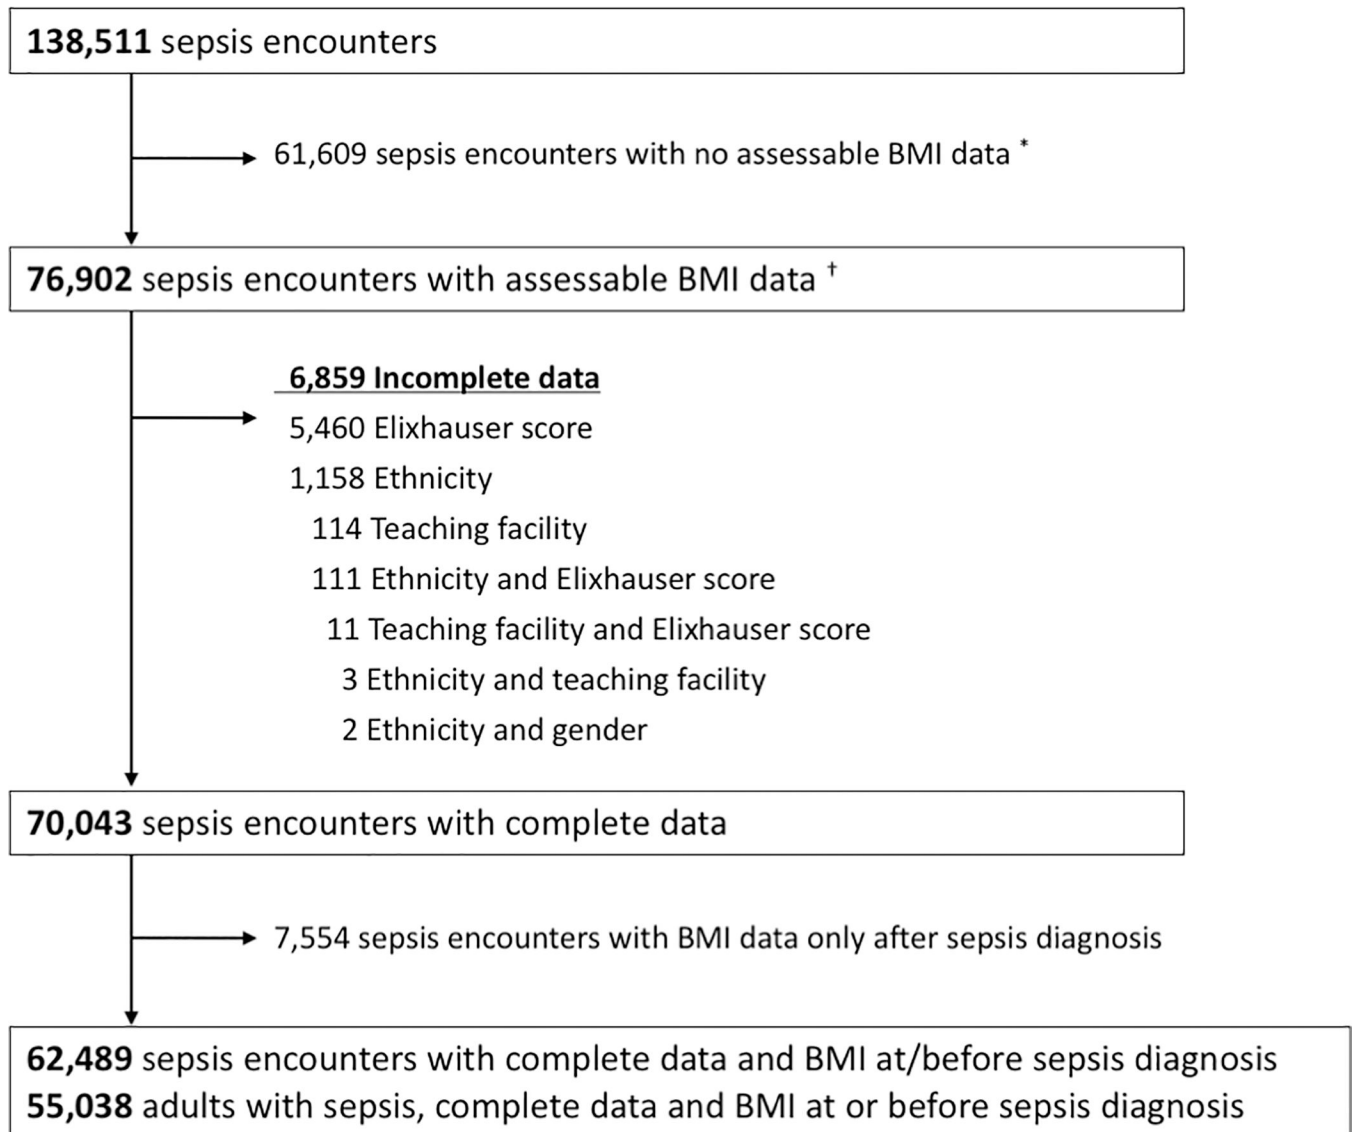 138,511 sepsis encounters
61,609 sepsis encounters with no assessable BMI data *
76,902 sepsis encounters with assessable BMI data †
6,859 Incomplete data
5,460 Elixhauser score
1,158 Ethnicity
114 Teaching facility
111 Ethnicity and Elixhauser score
11 Teaching facility and Elixhauser score
3 Ethnicity and teaching facility
2 Ethnicity and gender
70,043 sepsis encounters with complete data
7,554 sepsis encounters with BMI data only after sepsis diagnosis
62,489 sepsis encounters with complete data and BMI at/before sepsis diagnosis
55,038 adults with sepsis, complete data and BMI at or before sepsis diagnosis